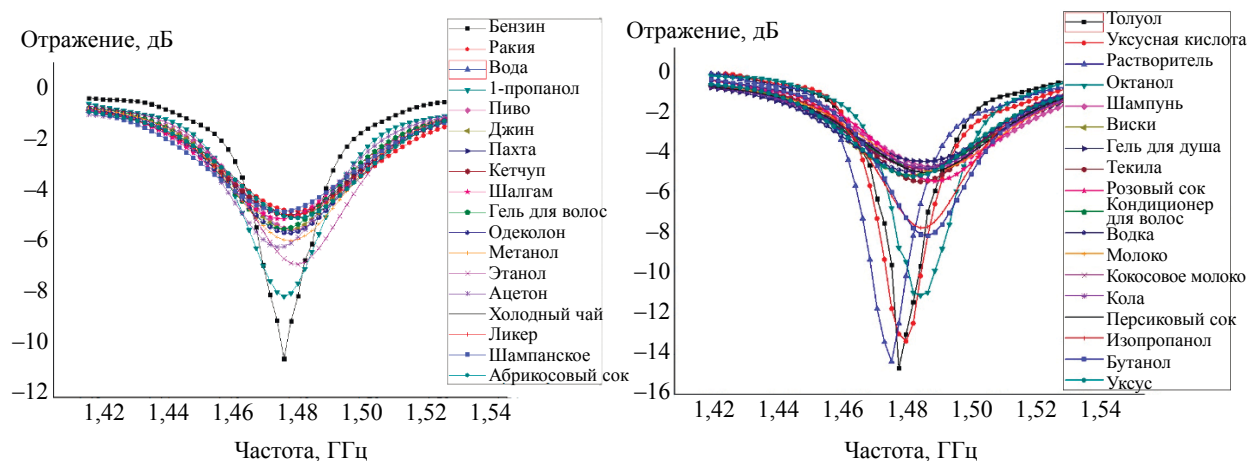 Отражение, дБ
0
–2
–4
–6
–8
–10
–12
1,42 1,44 1,46 1,48 1,50 1,52 1,54
Частота, ГГц
Бензин
Ракия
Вода
1-пропанол
Пиво
Джин
Пахта
Кетчуп
Шалгам
Гель для волос
Одеколон
Метанол
Этанол
Ацетон
Холодный чай
Ликер
Шампанское
Абрикосовый сок
Отражение, дБ
0
–2
–4
–6
–8
–10
–12
–14
–16
1,42 1,44 1,46 1,48 1,50 1,52 1,54
Частота, ГГц
Толуол
Уксусная кислота
Растворитель
Октанол
Шампунь
Виски
Гель для душа
Текила
Розовый сок
Кондиционер
для волос
Водка
Молоко
Кокосовое молоко
Кола
Персиковый сок
Изопропанол
Бутанол
Уксус